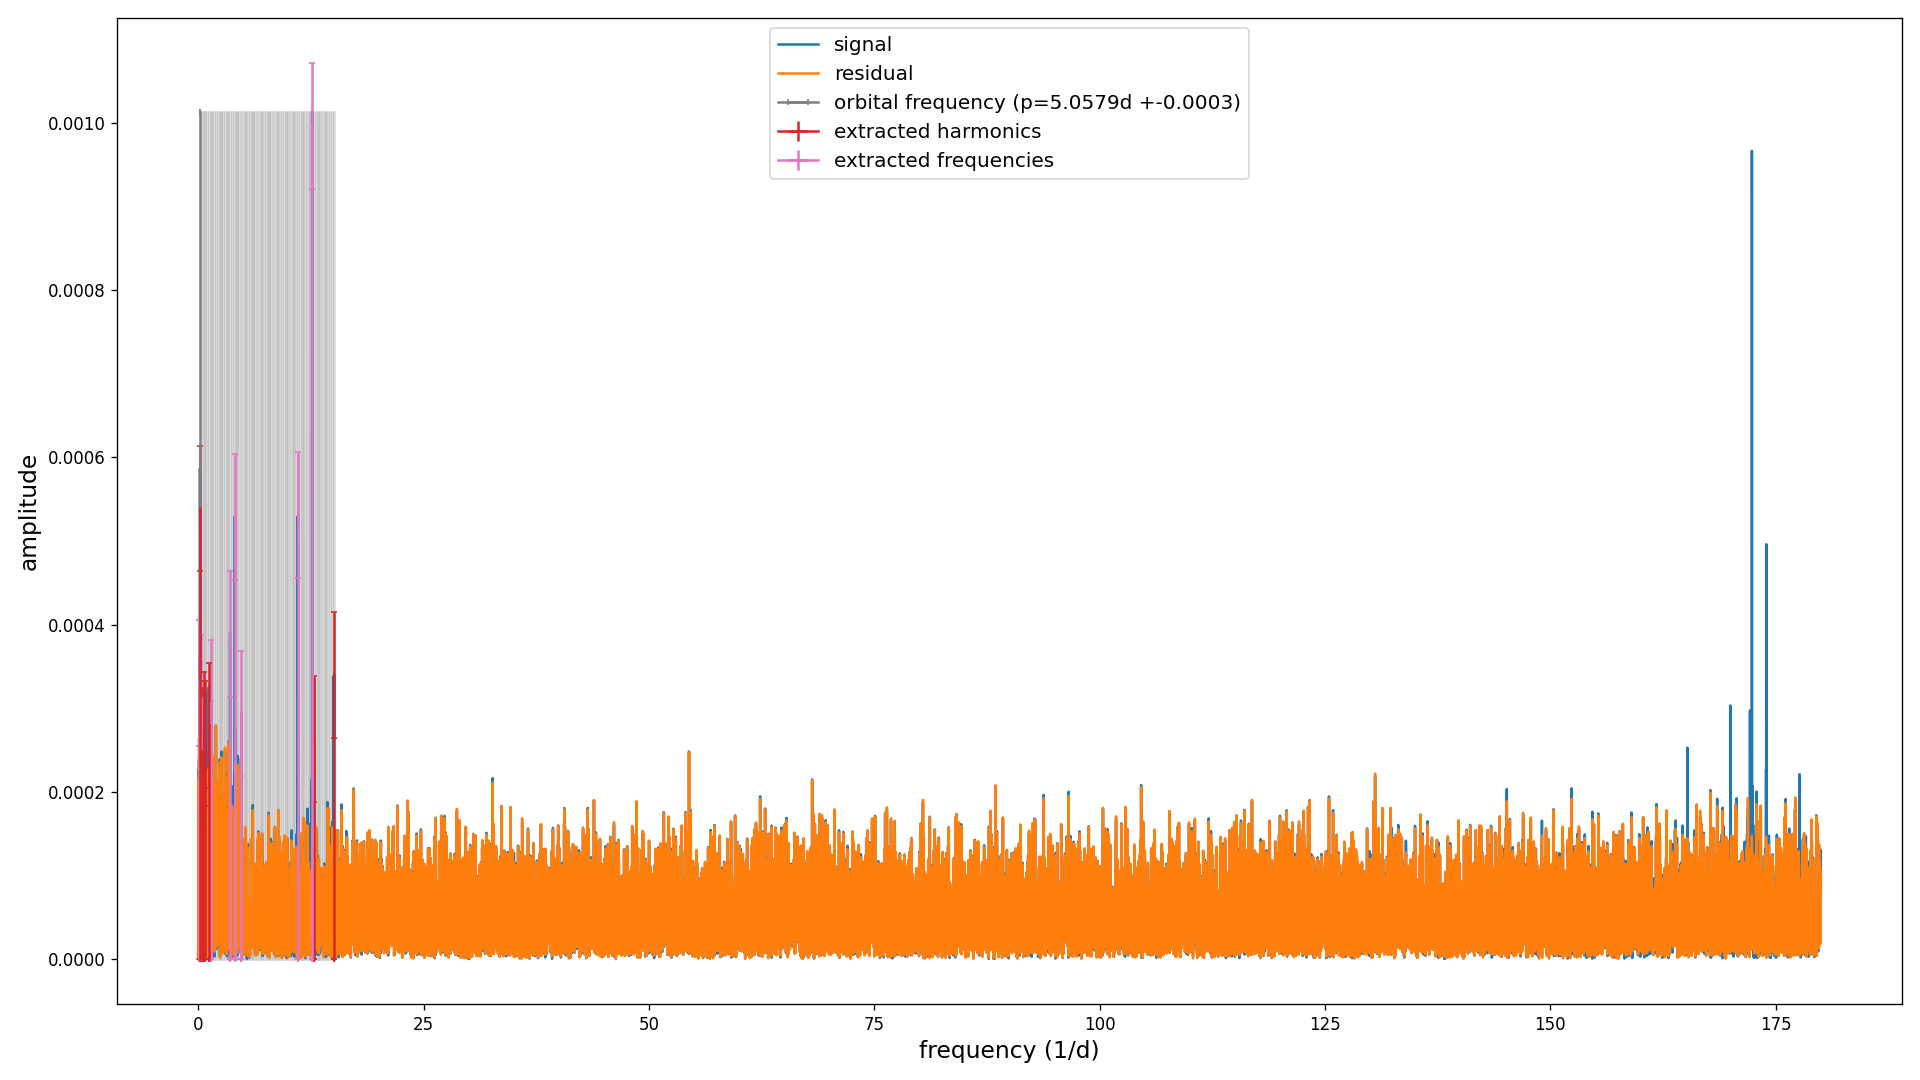 signal
residual
orbital frequency (p=5.0579d +-0.0003)
extracted harmonics
extracted frequencies
0.0010
0.0008
0.0006
0.0004
0.0002
0.0000
amplitude
0 25 50 75 100 125 150 175
frequency (1/d)